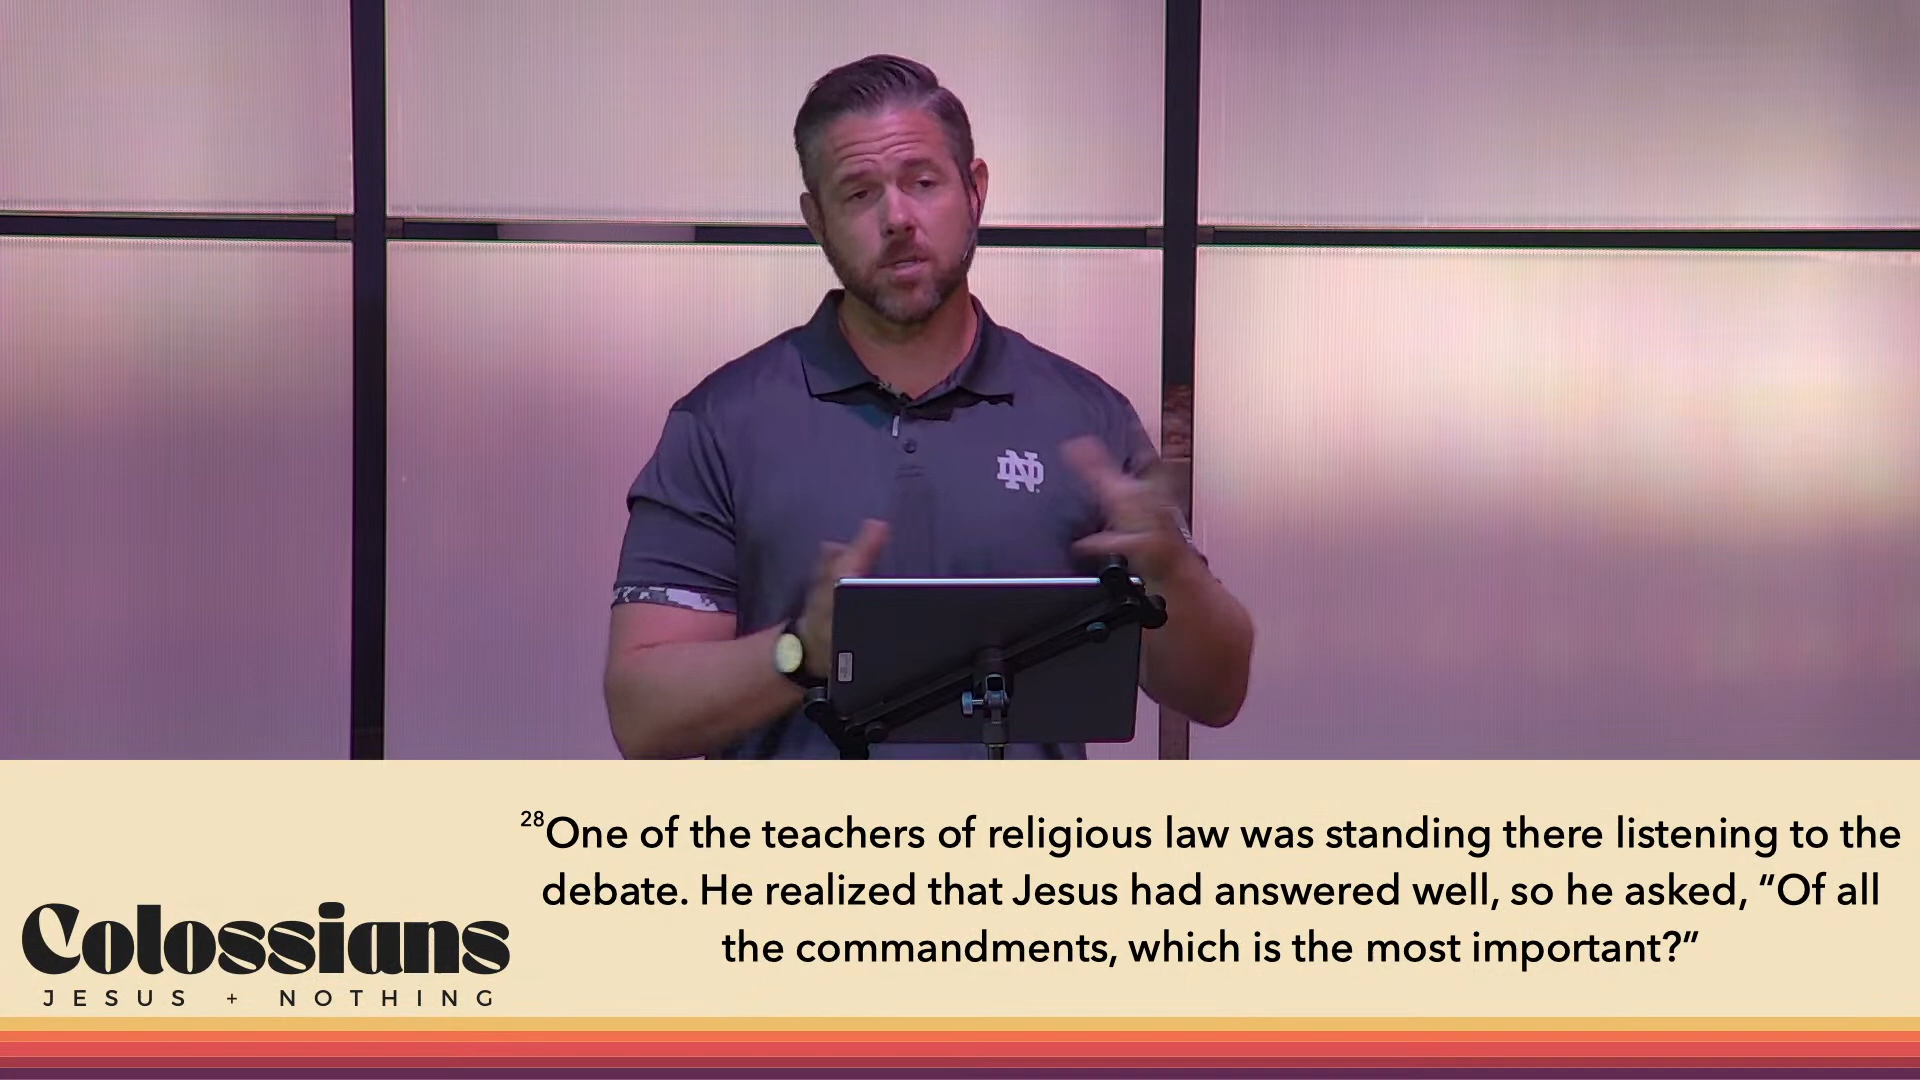 ND
²⁸One of the teachers of religious law was standing there listening to the
debate. He realized that Jesus had answered well, so he asked, “Of all
the commandments, which is the most important?”
Colossians
JESUS + NOTHING